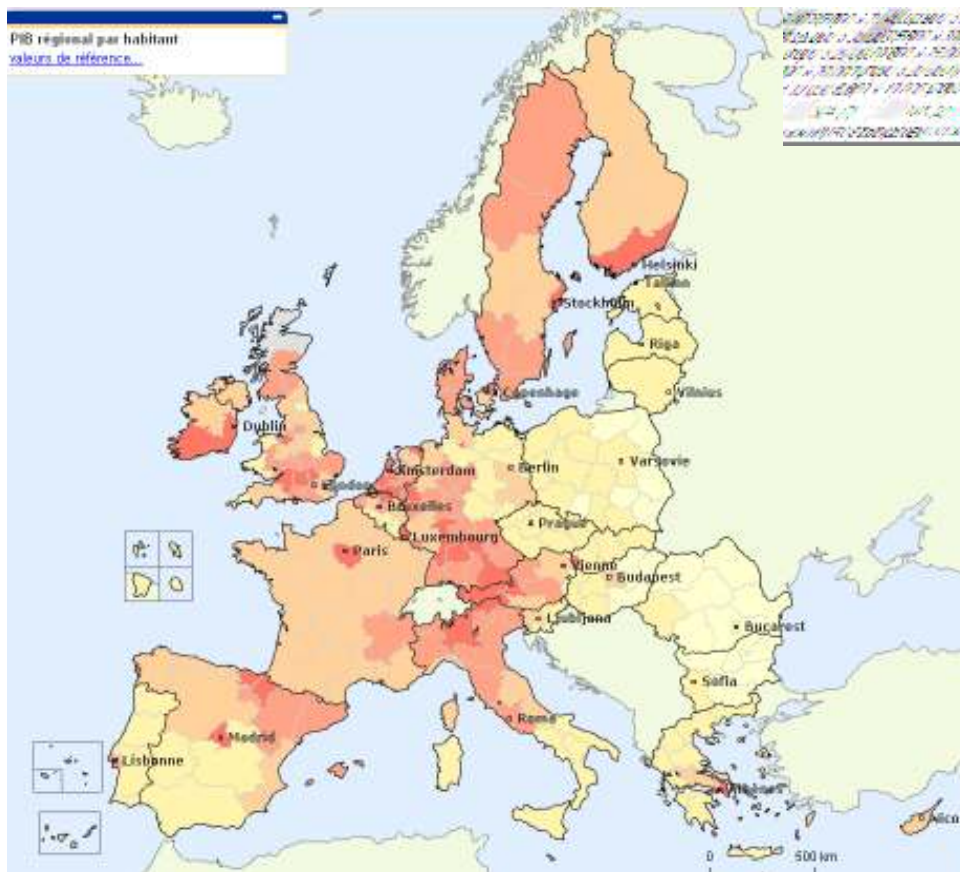 PIB régional par habitant
valeurs de référence...
Helsinki
Tallinn
Stockholm
Riga
Copenhague
Vilnius
Dublin
Amsterdam
Berlin
Varsovie
Londres
Bruxelles
Prague
Luxembourg
Paris
Vienne
Budapest
Ljubljana
Bucarest
Sofia
Rome
Madrid
Lisbonne
Athènes
Nico
0 500 km